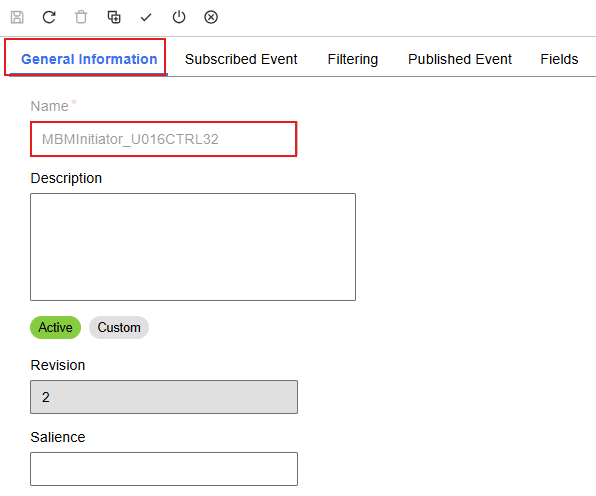 General Information Subscribed Event Filtering Published Event Fields
Name *
MBMInitiator_U016CTRL32
Description
Active Custom
Revision
2
Salience